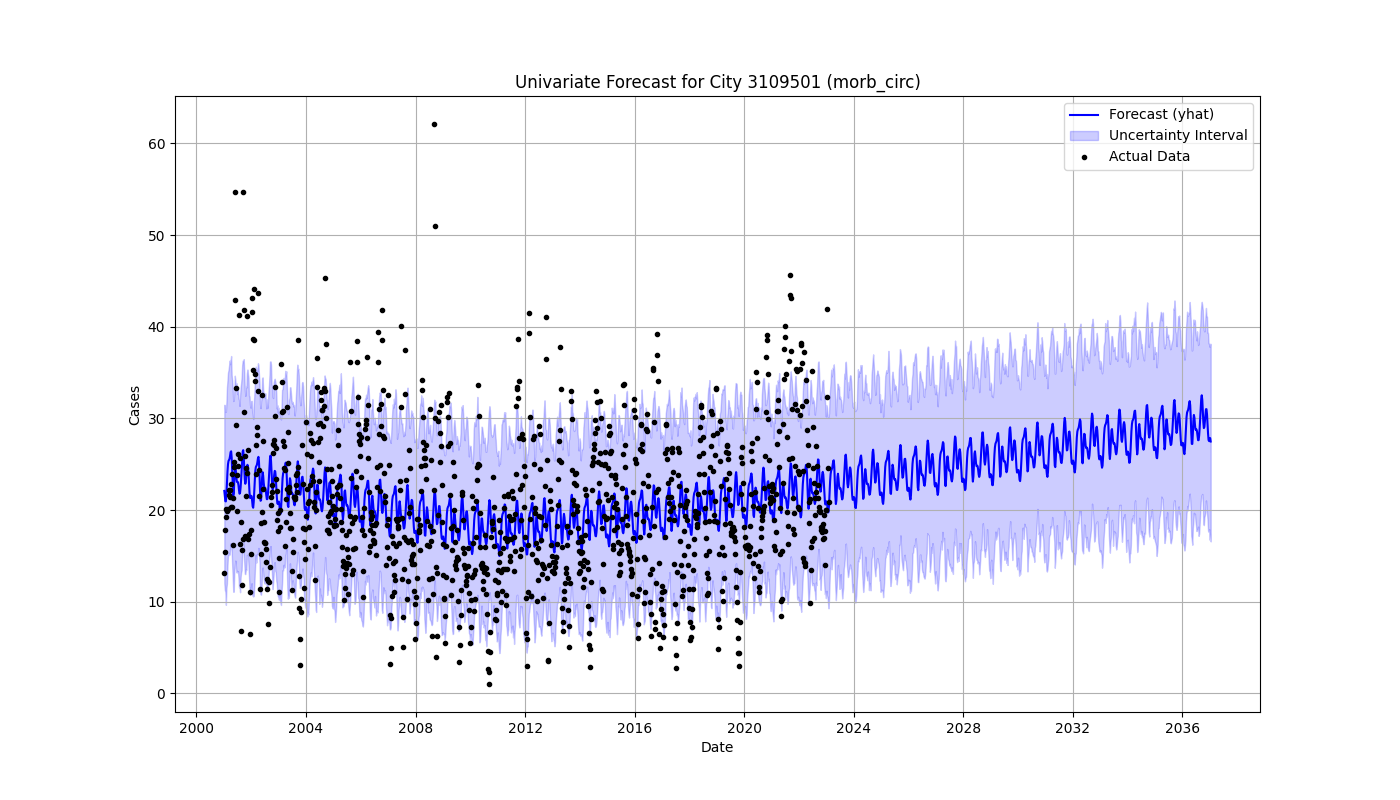 Univariate Forecast for City 3109501 (morb_circ)
Forecast (yhat)
Uncertainty Interval
Actual Data
Cases
60
50
40
30
20
10
0
2000 2004 2008 2012 2016 2020 2024 2028 2032 2036
Date